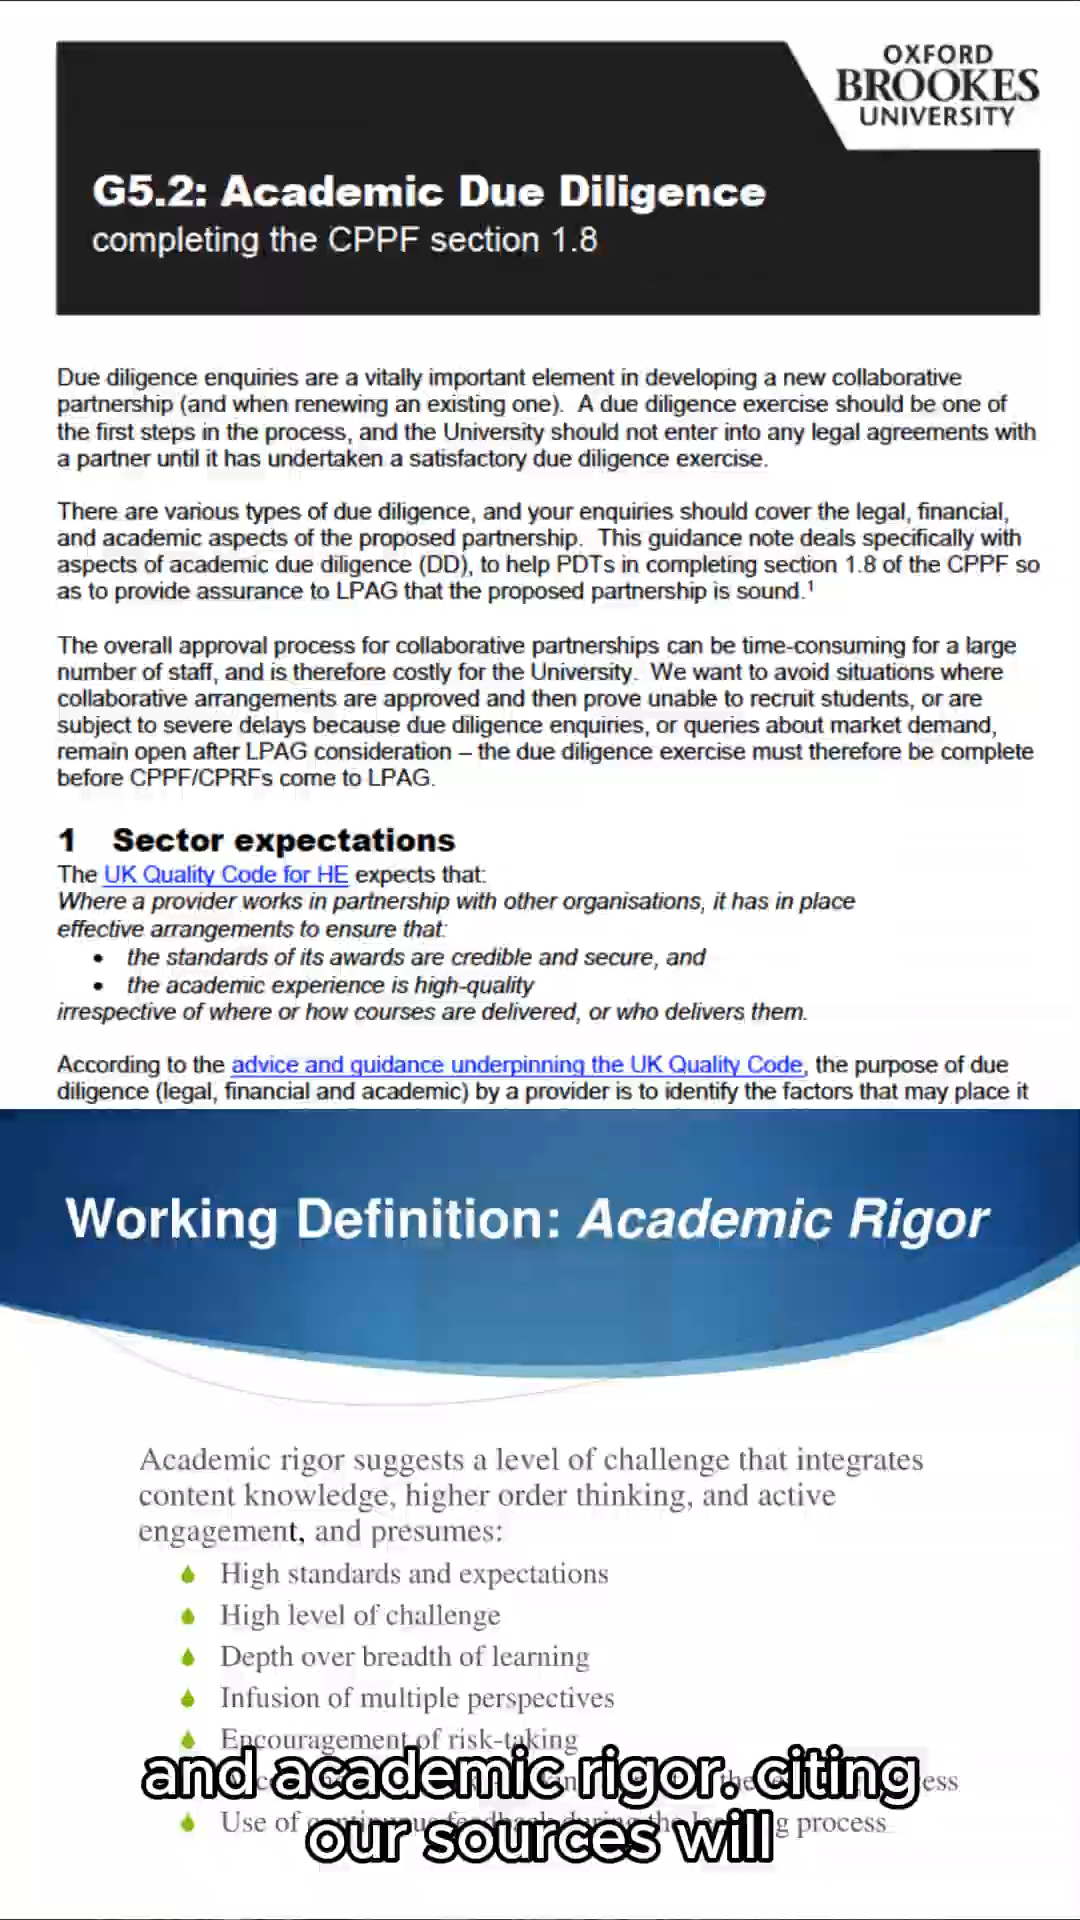 OXFORD
BROOKES
UNIVERSITY
G5.2: Academic Due Diligence
completing the CPPF section 1.8
Due diligence enquiries are a vitally important element in developing a new collaborative
partnership (and when renewing an existing one). A due diligence exercise should be one of
the first steps in the process, and the University should not enter into any legal agreements with
a partner until it has undertaken a satisfactory due diligence exercise.
There are various types of due diligence, and your enquiries should cover the legal, financial,
and academic aspects of the proposed partnership. This guidance note deals specifically with
aspects of academic due diligence (DD), to help PDTs in completing section 1.8 of the CPPF so
as to provide assurance to LPAG that the proposed partnership is sound.¹
The overall approval process for collaborative partnerships can be time-consuming for a large
number of staff, and is therefore costly for the University. We want to avoid situations where
collaborative arrangements are approved and then prove unable to recruit students, or are
subject to severe delays because due diligence enquiries, or queries about market demand,
remain open after LPAG consideration – the due diligence exercise must therefore be complete
before CPPF/CPRFs come to LPAG.
1 Sector expectations
The UK Quality Code for HE expects that:
Where a provider works in partnership with other organisations, it has in place
effective arrangements to ensure that:
• the standards of its awards are credible and secure, and
• the academic experience is high-quality
irrespective of where or how courses are delivered, or who delivers them.
According to the advice and guidance underpinning the UK Quality Code, the purpose of due
diligence (legal, financial and academic) by a provider is to identify the factors that may place it
Working Definition: Academic Rigor
Academic rigor suggests a level of challenge that integrates
content knowledge, higher order thinking, and active
engagement, and presumes:
High standards and expectations
High level of challenge
Depth over breadth of learning
Infusion of multiple perspectives
Encouragement of risk-taking
and academic rigor. citing
Use of process
our sources will